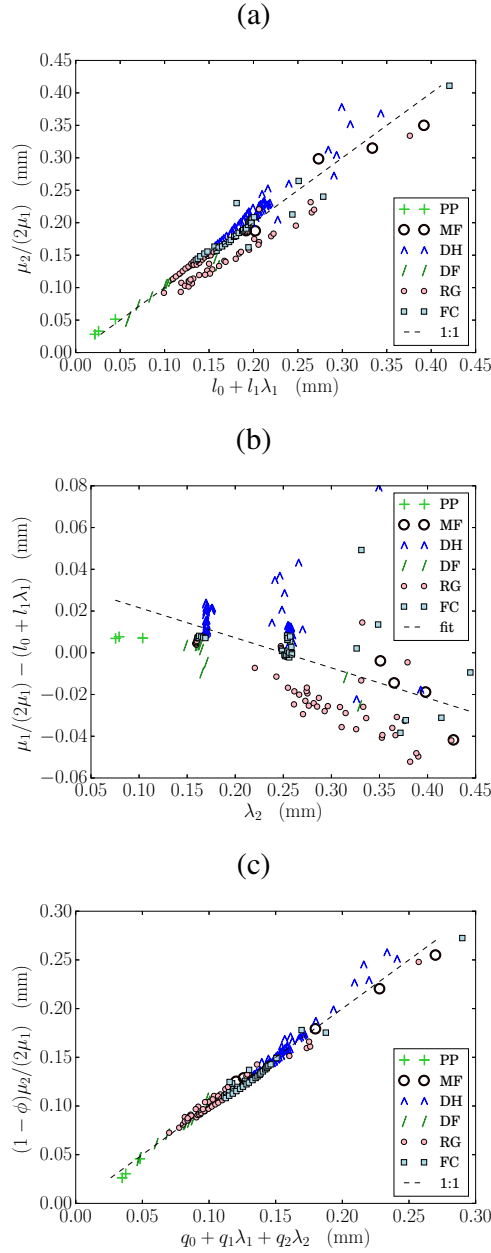 (a)
0.45
0.40
0.35
0.30
0.25
0.20
0.15
0.10
0.05
0.00
μ₂/(2μ₁) (mm)
PP
MF
DH
DF
RG
FC
1:1
0.00 0.05 0.10 0.15 0.20 0.25 0.30 0.35 0.40 0.45
l₀ + l₁λ₁ (mm)
(b)
0.08
0.06
0.04
0.02
0.00
−0.02
−0.04
−0.06
μ₁/(2μ₁) − (l₀ + l₁λ₁) (mm)
PP
MF
DH
DF
RG
FC
fit
0.05 0.10 0.15 0.20 0.25 0.30 0.35 0.40 0.45
λ₂ (mm)
(c)
0.30
0.25
0.20
0.15
0.10
0.05
0.00
(1 − ϕ)μ₂/(2μ₁) (mm)
PP
MF
DH
DF
RG
FC
1:1
0.00 0.05 0.10 0.15 0.20 0.25 0.30
q₀ + q₁λ₁ + q₂λ₂ (mm)